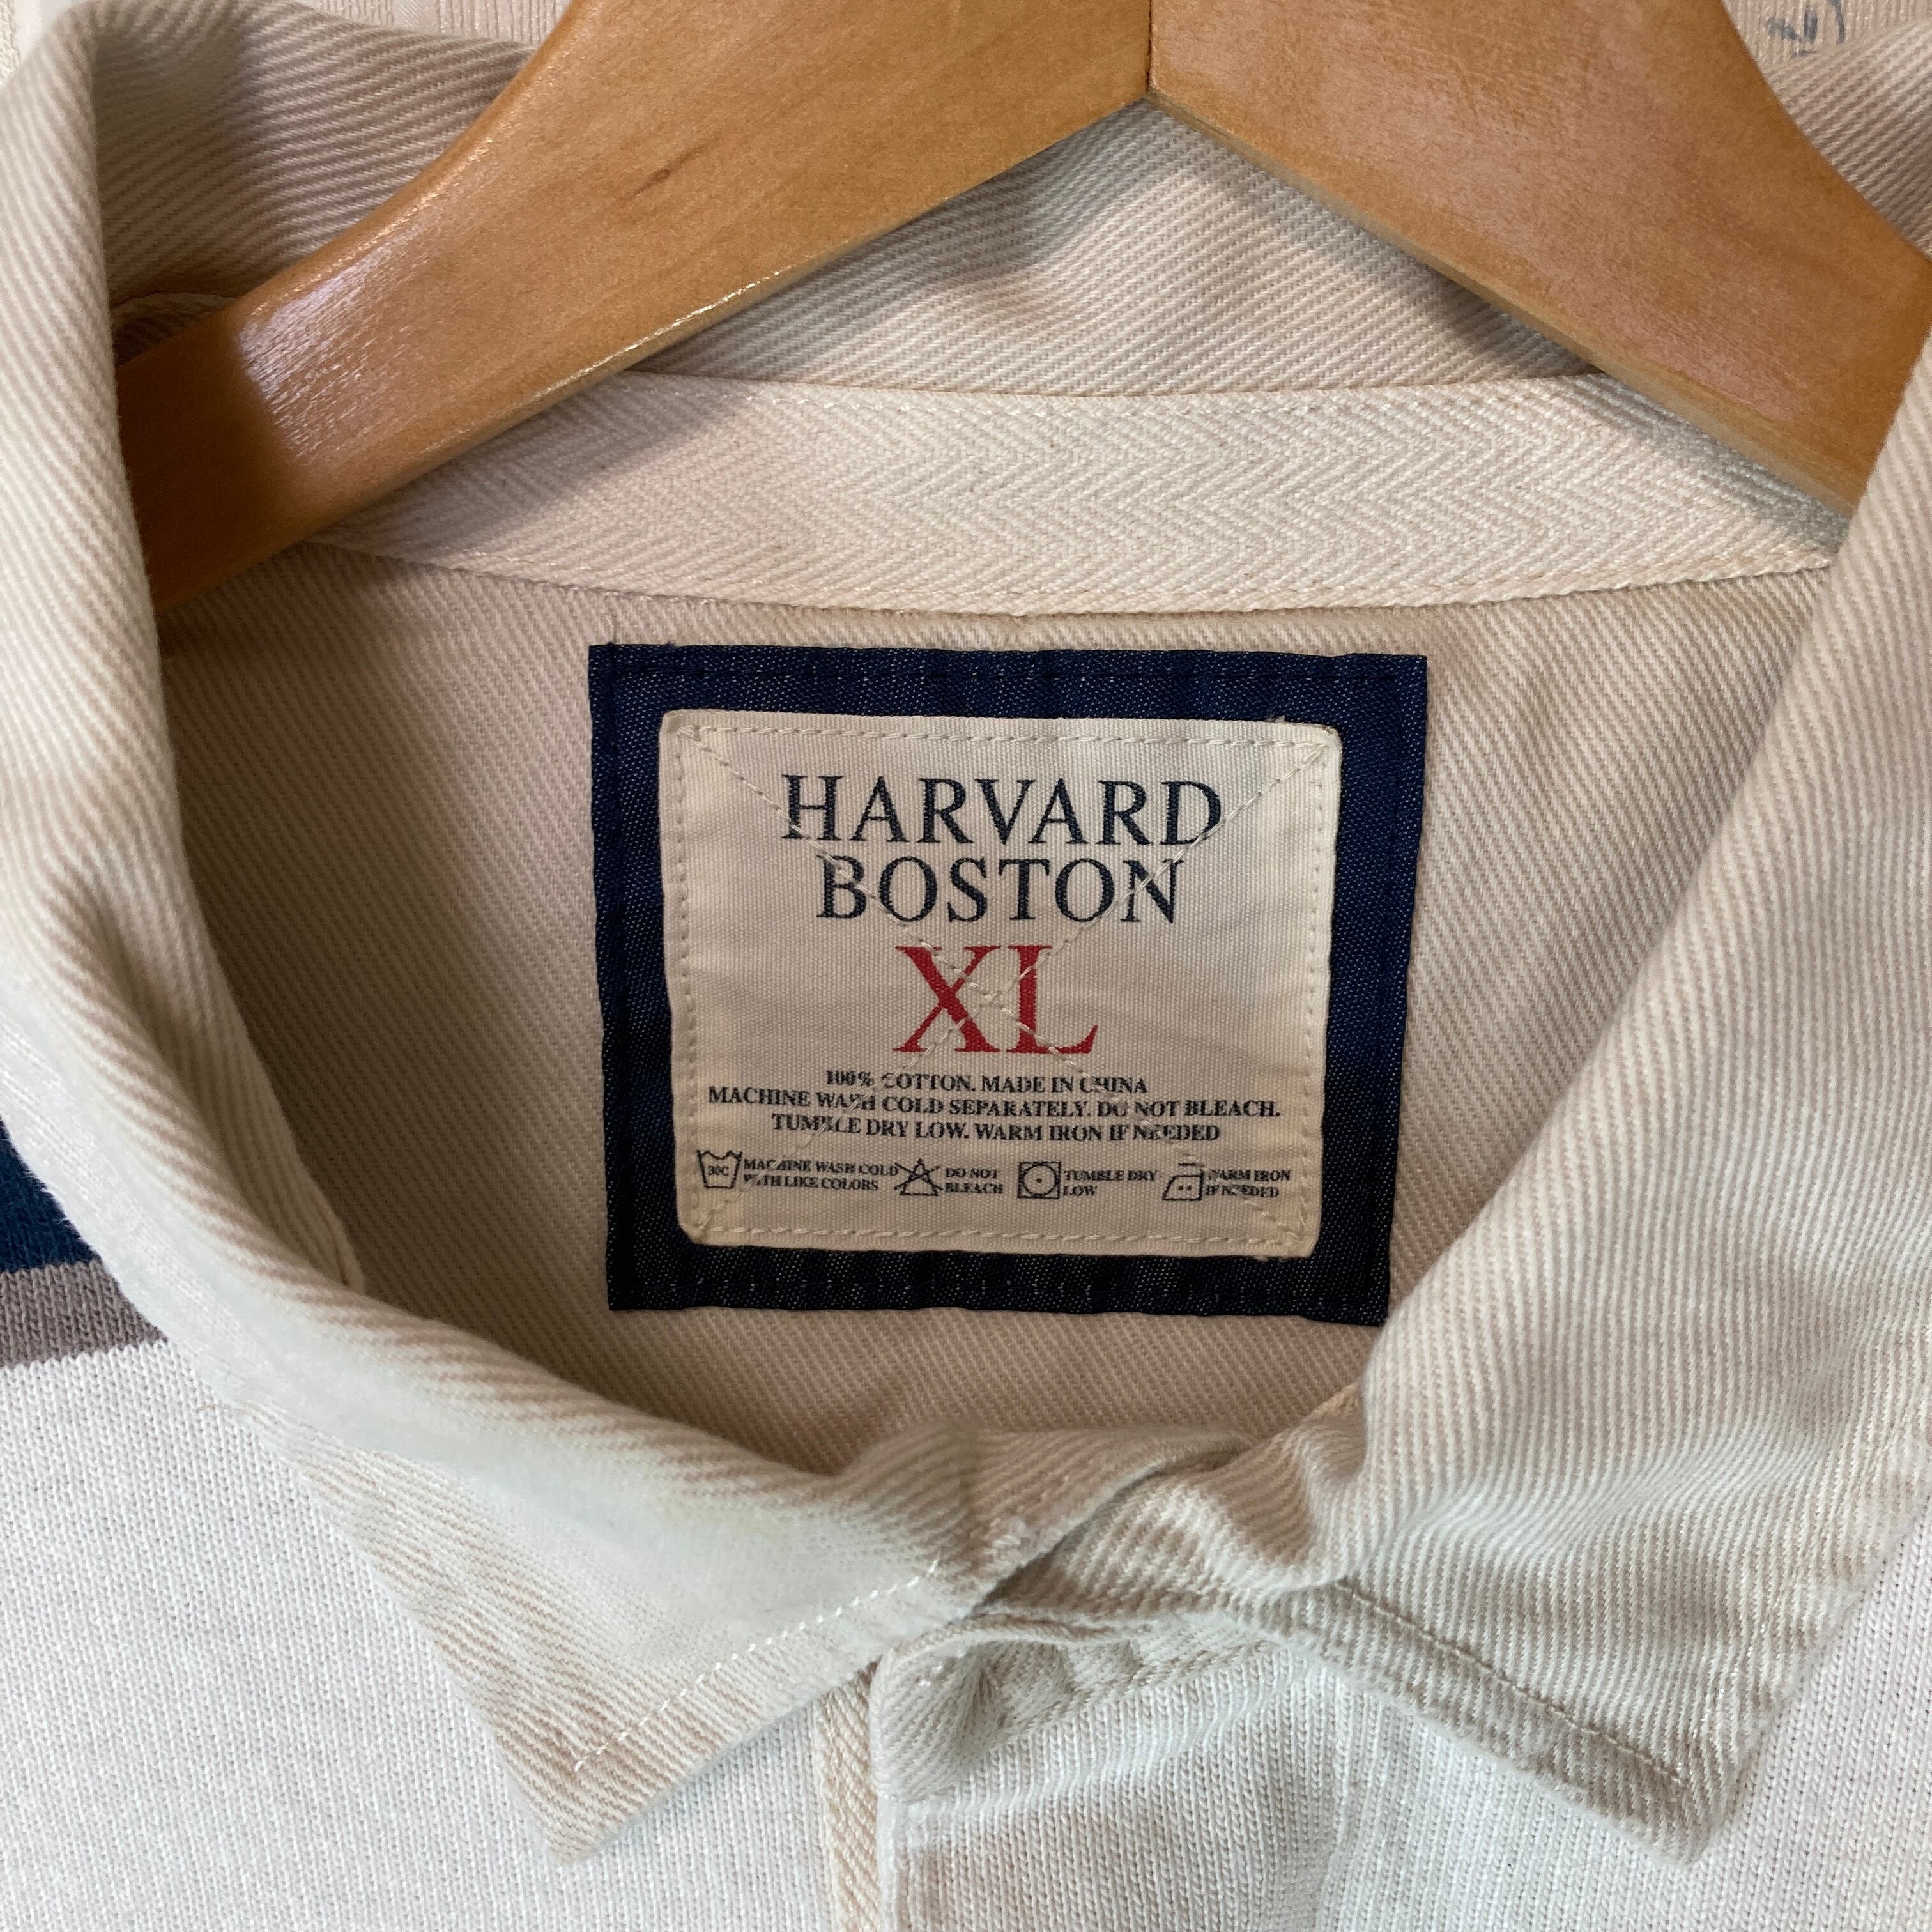 HARVARD
BOSTON
XL
100% COTTON. MADE IN CHINA
MACHINE WASH COLD SEPARATELY. DO NOT BLEACH.
TUMBLE DRY LOW. WARM IRON IF NEEDED
30C MACHINE WASH COLD DO NOT TUMBLE DRY WARM IRON
WITH LIKE COLORS BLEACH LOW IF NEEDED